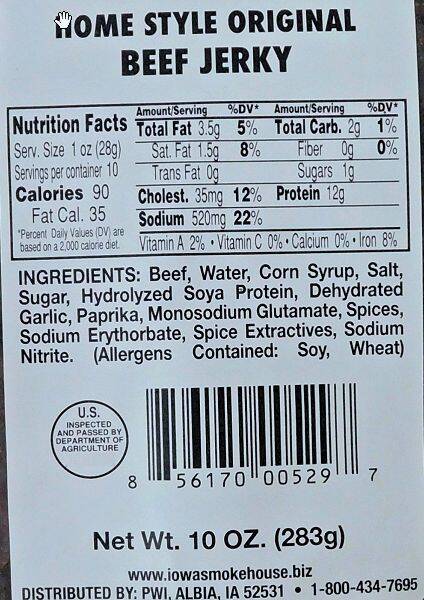 HOME STYLE ORIGINAL
BEEF JERKY
Nutrition Facts
Serv. Size 1 oz (28g)
Servings per container 10
Calories 90
Fat Cal. 35
*Percent Daily Values (DV) are
based on a 2,000 calorie diet.
Amount/Serving %DV* Amount/Serving %DV*
Total Fat 3.5g 5% Total Carb. 2g 1%
Sat. Fat 1.5g 8% Fiber 0g 0%
Trans Fat 0g Sugars 1g
Cholest. 35mg 12% Protein 12g
Sodium 520mg 22%
Vitamin A 2% • Vitamin C 0% • Calcium 0% • Iron 8%
INGREDIENTS: Beef, Water, Corn Syrup, Salt,
Sugar, Hydrolyzed Soya Protein, Dehydrated
Garlic, Paprika, Monosodium Glutamate, Spices,
Sodium Erythorbate, Spice Extractives, Sodium
Nitrite. (Allergens Contained: Soy, Wheat)
U.S.
INSPECTED
AND PASSED BY
DEPARTMENT OF
AGRICULTURE
8 56170 00529 7
Net Wt. 10 OZ. (283g)
www.iowasmokehouse.biz
DISTRIBUTED BY: PWI, ALBIA, IA 52531 • 1-800-434-7695